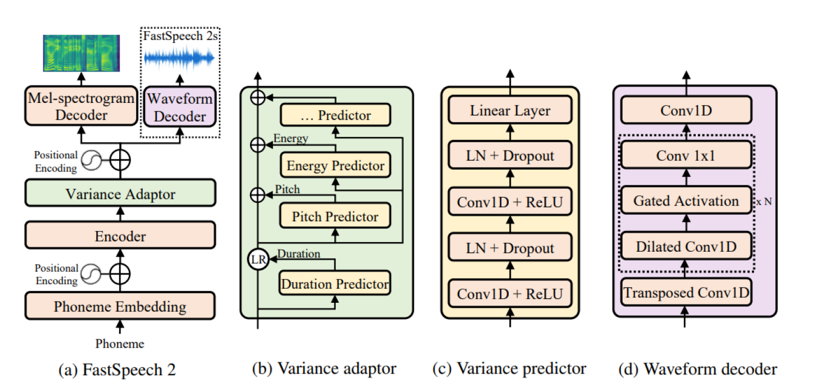 FastSpeech 2s
Mel-spectrogram
Decoder
Waveform
Decoder
Positional
Encoding
Variance Adaptor
Encoder
Positional
Encoding
Phoneme Embedding
Phoneme
(a) FastSpeech 2
... Predictor
Energy
Energy Predictor
Pitch
Pitch Predictor
LR
Duration
Duration Predictor
(b) Variance adaptor
Linear Layer
LN + Dropout
Conv1D + ReLU
LN + Dropout
Conv1D + ReLU
(c) Variance predictor
Conv1D
Conv 1x1
Gated Activation
x N
Dilated Conv1D
Transposed Conv1D
(d) Waveform decoder